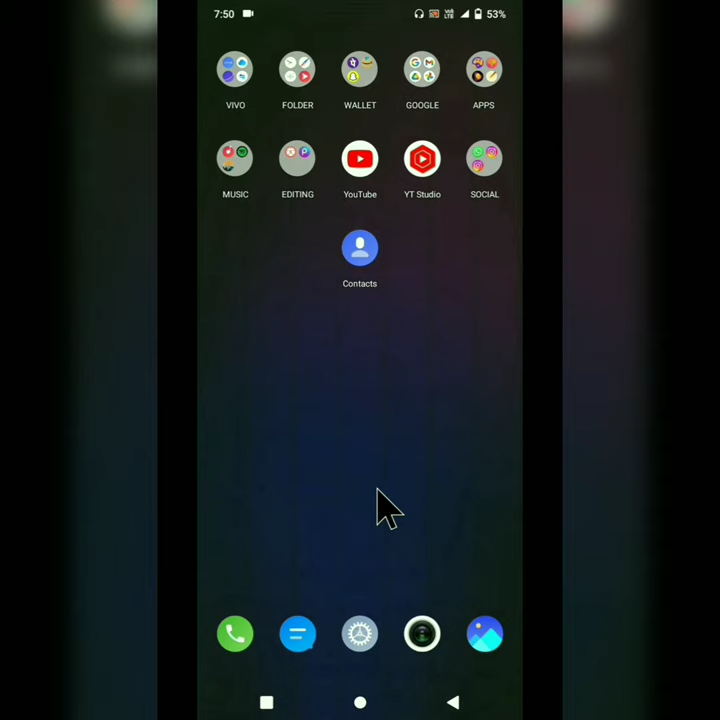 7:50 53%
VIVO FOLDER WALLET GOOGLE APPS
MUSIC EDITING YouTube YT Studio SOCIAL
Contacts